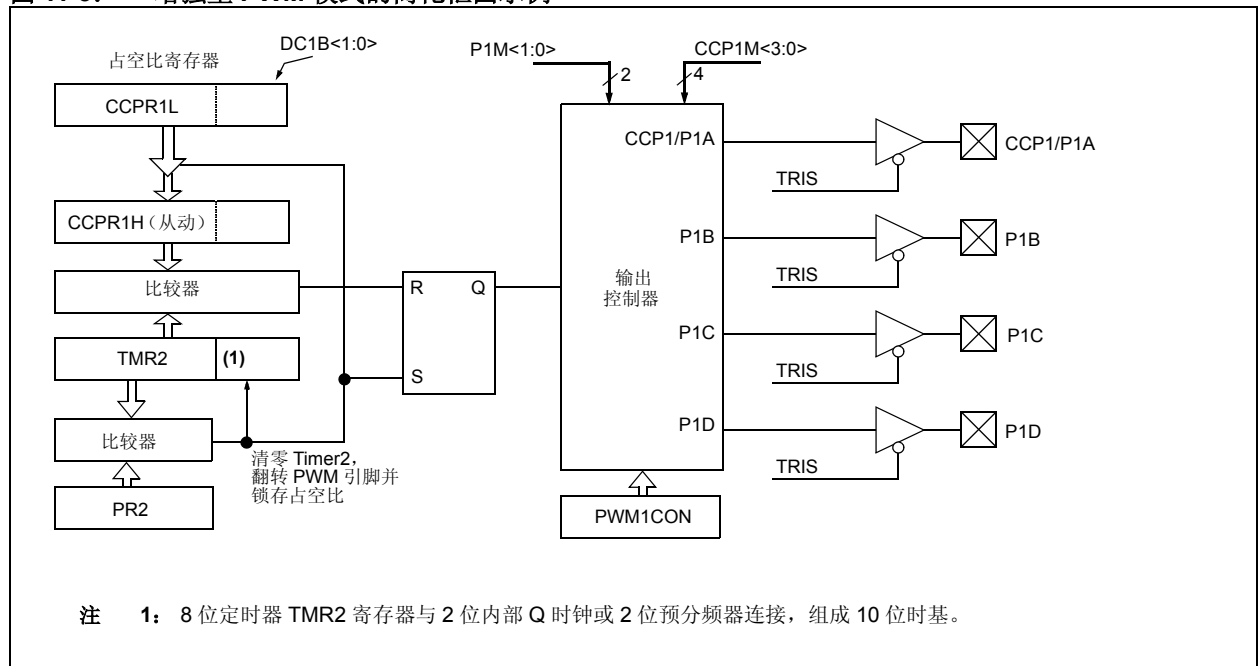 占空比寄存器
DC1B<1:0>
CCPR1L
CCPR1H（从动）
比较器
TMR2
(1)
比较器
PR2
清零 Timer2，
翻转 PWM 引脚并
锁存占空比
R
Q
S
P1M<1:0>
2
CCP1M<3:0>
4
输出
控制器
CCP1/P1A
TRIS
CCP1/P1A
P1B
TRIS
P1B
P1C
TRIS
P1C
P1D
TRIS
P1D
PWM1CON
注 1： 8 位定时器 TMR2 寄存器与 2 位内部 Q 时钟或 2 位预分频器连接，组成 10 位时基。